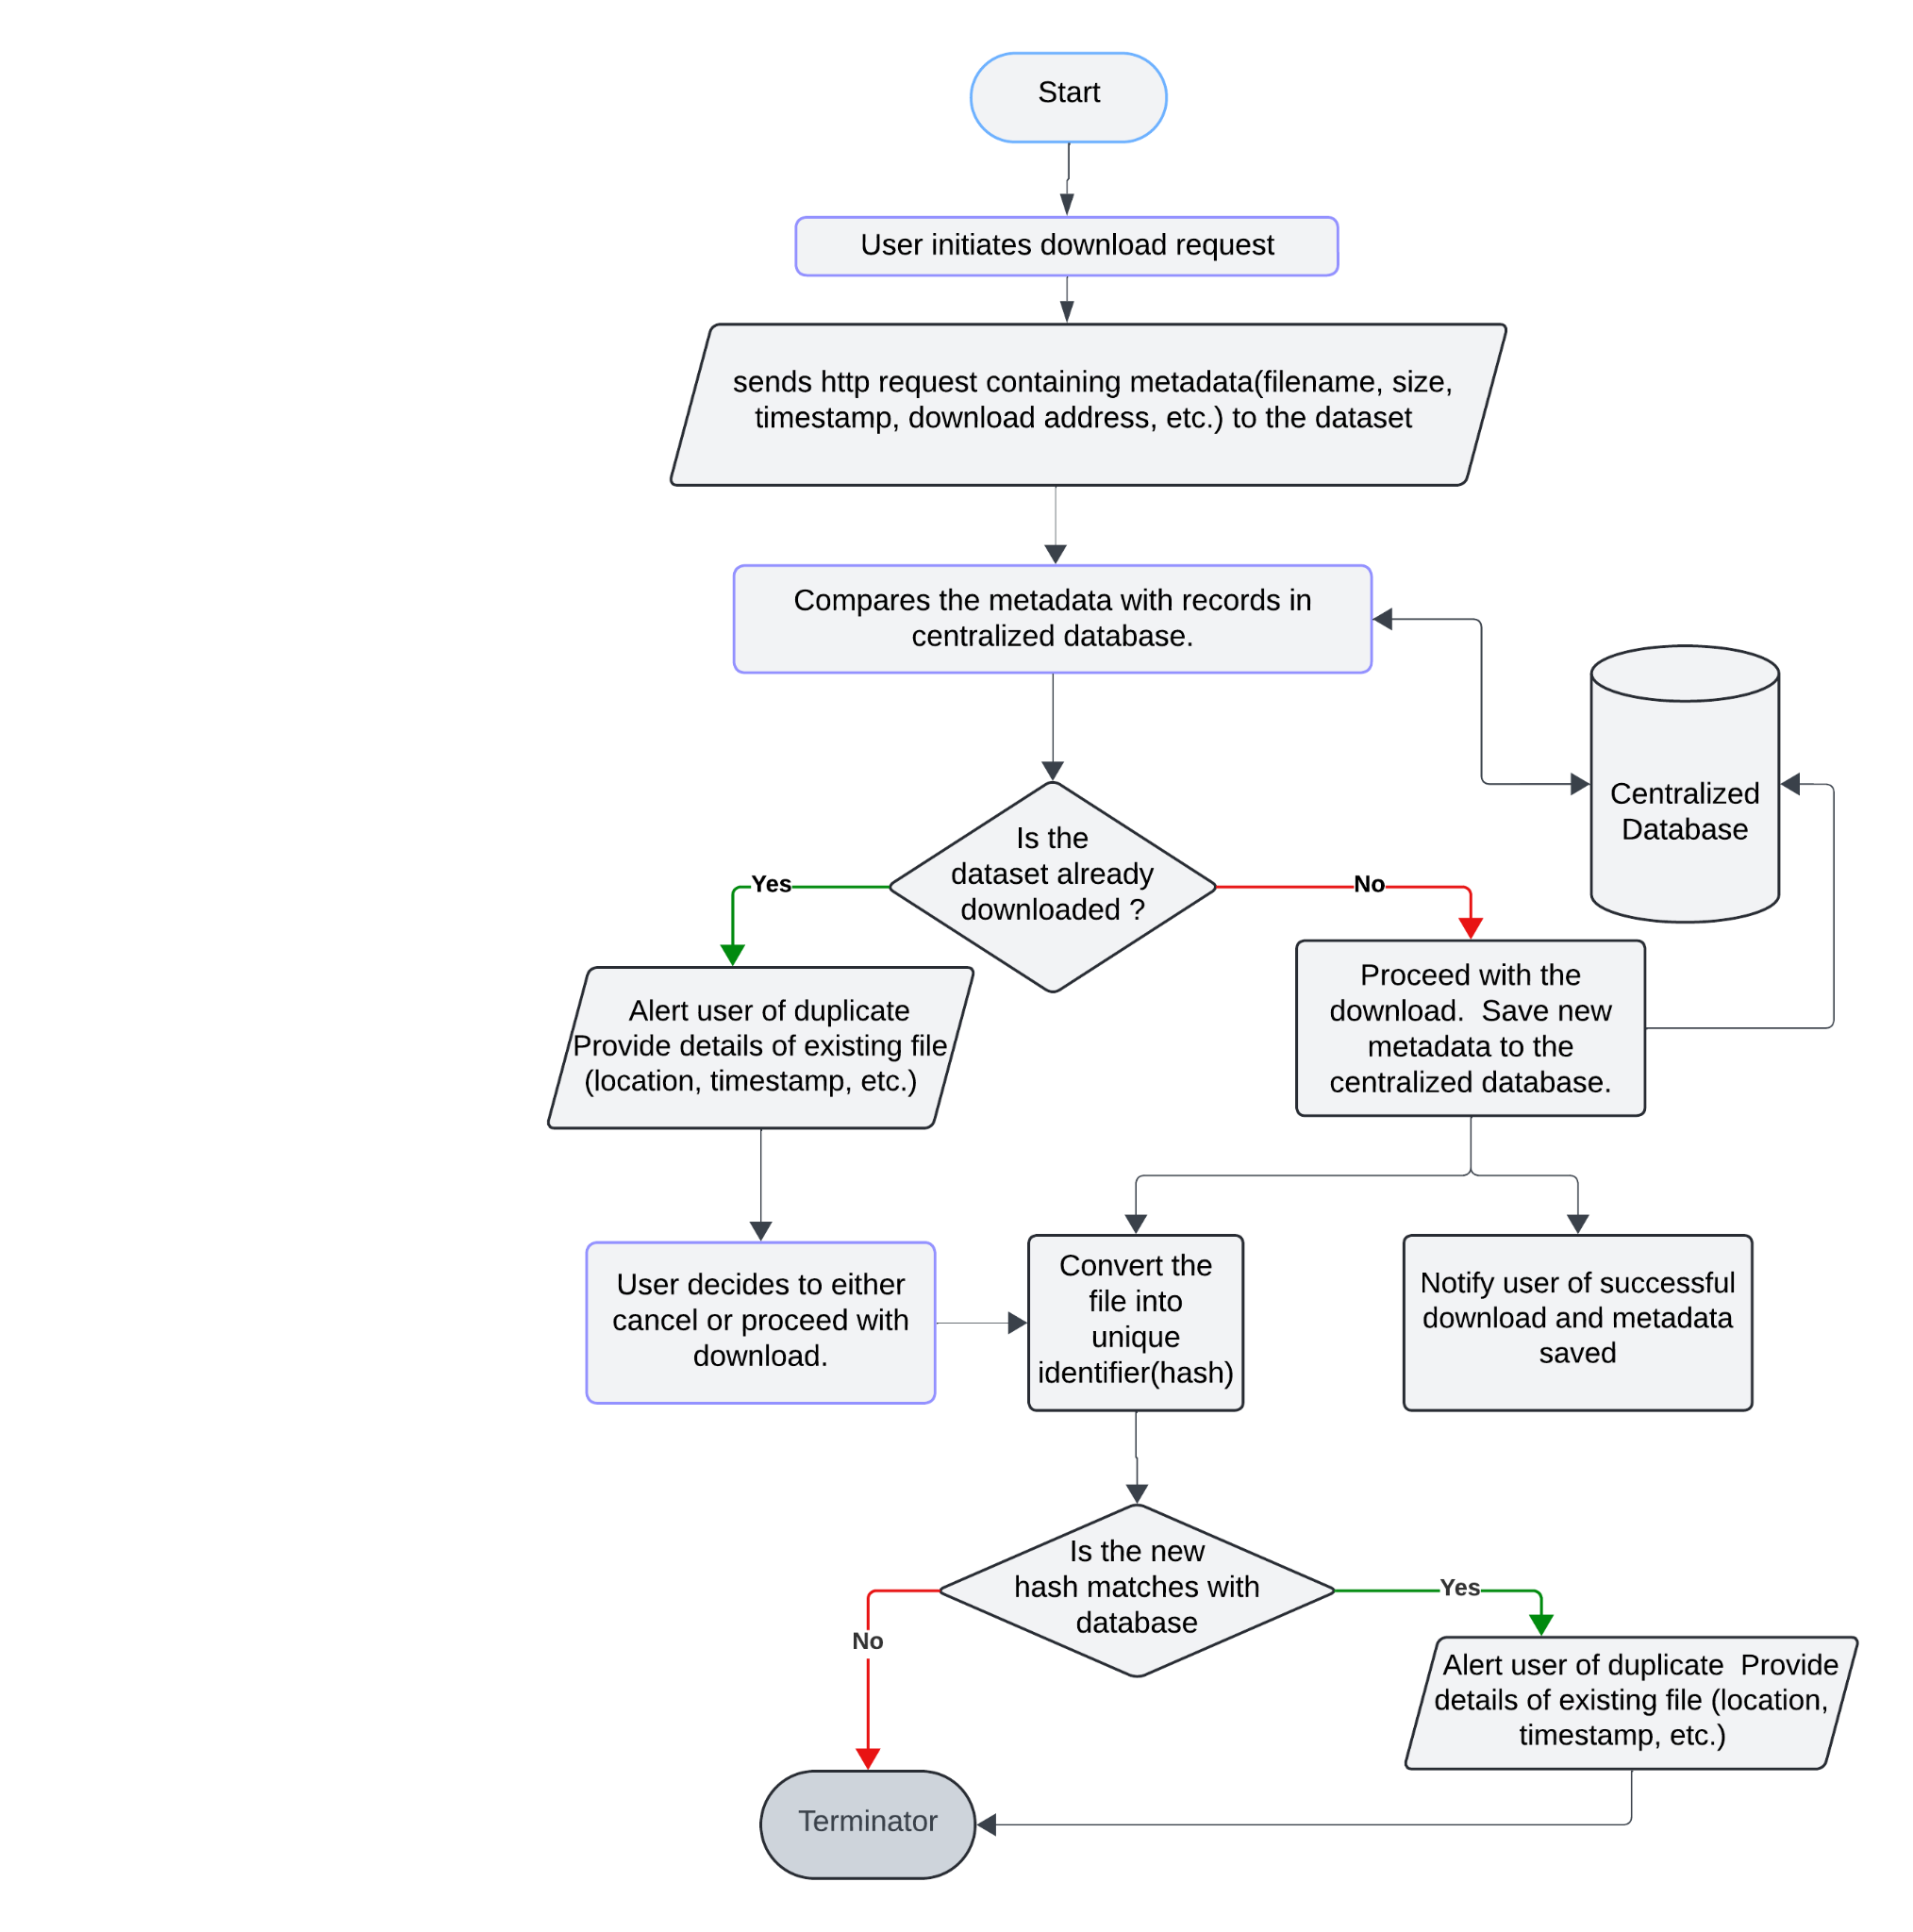 Start
User initiates download request
sends http request containing metadata(filename, size,
timestamp, download address, etc.) to the dataset
Compares the metadata with records in
centralized database.
Centralized
Database
Is the
dataset already
downloaded ?
Yes
No
Alert user of duplicate
Provide details of existing file
(location, timestamp, etc.)
Proceed with the
download.  Save new
metadata to the
centralized database.
User decides to either
cancel or proceed with
download.
Convert the
file into
unique
identifier(hash)
Notify user of successful
download and metadata
saved
Is the new
hash matches with
database
No
Yes
Alert user of duplicate  Provide
details of existing file (location,
timestamp, etc.)
Terminator